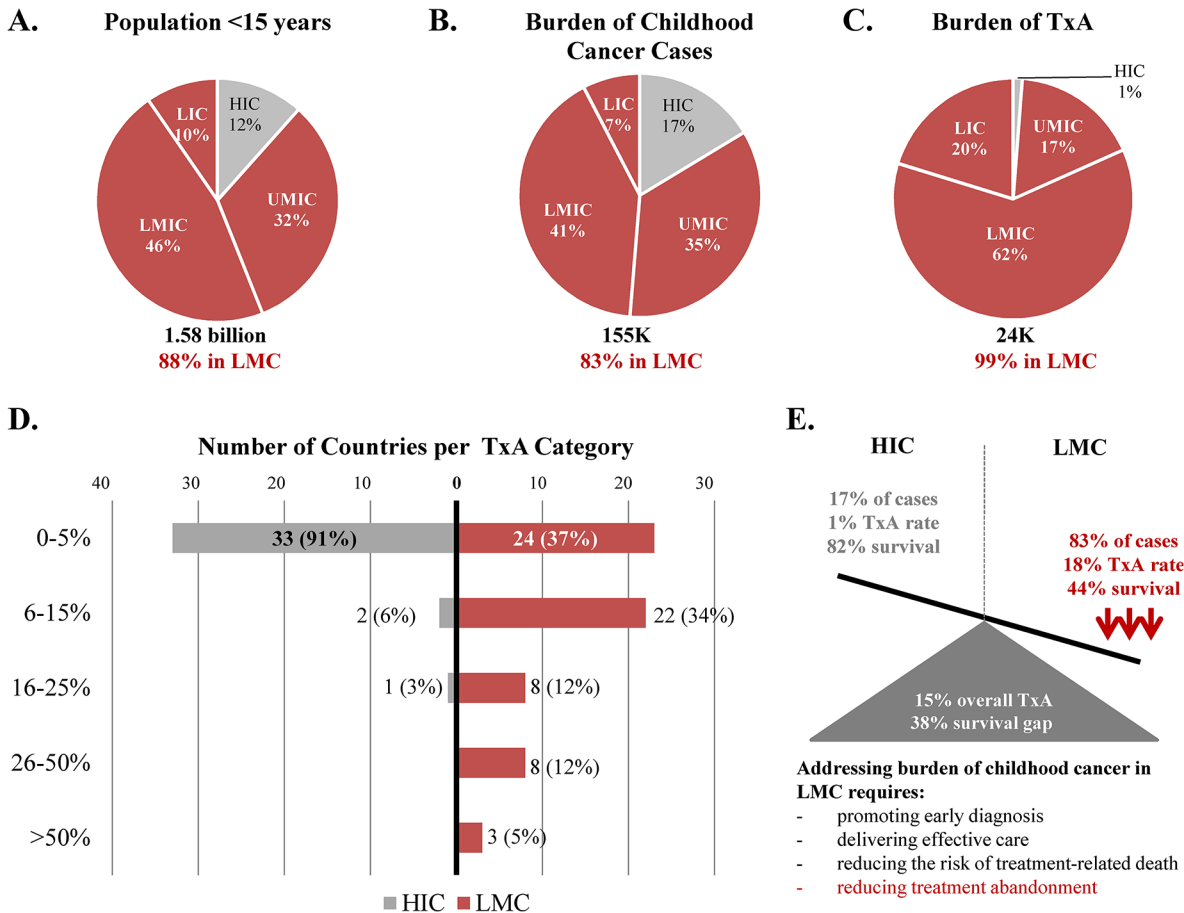 A.
Population <15 years
HIC
12%
UMIC
32%
LMIC
46%
LIC
10%
1.58 billion
88% in LMC
B.
Burden of Childhood
Cancer Cases
HIC
17%
UMIC
35%
LMIC
41%
LIC
7%
155K
83% in LMC
C.
Burden of TxA
HIC
1%
UMIC
17%
LMIC
62%
LIC
20%
24K
99% in LMC
D.
Number of Countries per TxA Category
40 30 20 10 0 10 20 30
0-5% 33 (91%) 24 (37%)
6-15% 2 (6%) 22 (34%)
16-25% 1 (3%) 8 (12%)
26-50% 8 (12%)
>50% 3 (5%)
HIC LMC
E.
HIC LMC
17% of cases
1% TxA rate
82% survival
83% of cases
18% TxA rate
44% survival
15% overall TxA
38% survival gap
Addressing burden of childhood cancer in
LMC requires:
- promoting early diagnosis
- delivering effective care
- reducing the risk of treatment-related death
- reducing treatment abandonment